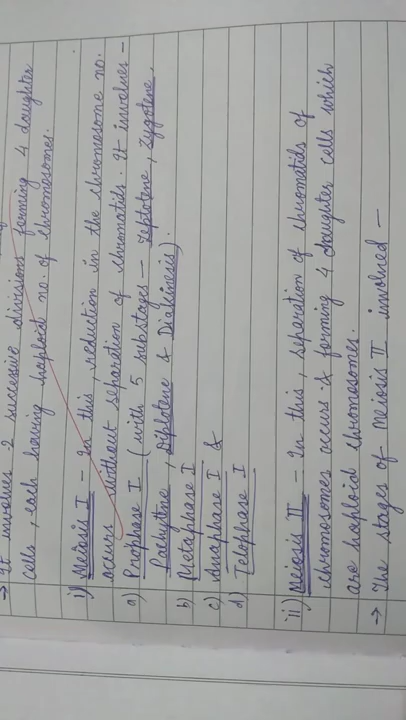 → It involves 2 successive divisions forming 4 daughter
cells, each having haploid no. of chromosomes.
i) Meiosis I - In this, reduction in the chromosome no.
occurs without separation of chromatids. It involves -
a) Prophase I (with 5 substages - Leptotene, Zygotene,
Pachytene, Diplotene & Diakinesis).
b) Metaphase I
c) Anaphase I &
d) Telophase I
ii) Meiosis II - In this, separation of chromatids of
chromosomes occurs & forming 4 daughter cells which
are haploid chromosomes.
→ The stages of Meiosis II involved -